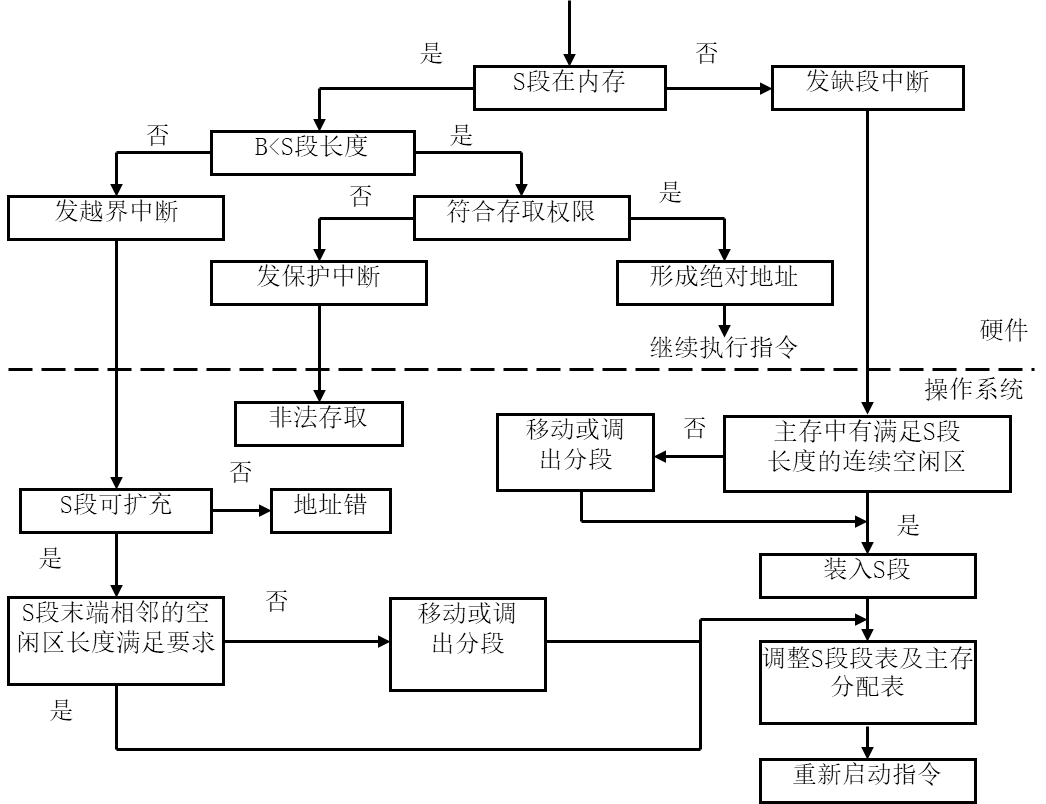 是
否
S段在内存
发缺段中断
否
B<S段长度
是
发越界中断
否
符合存取权限
是
发保护中断
形成绝对地址
继续执行指令
硬件
操作系统
非法存取
移动或调
出分段
否
主存中有满足S段
长度的连续空闲区
S段可扩充
否
地址错
是
是
装入S段
S段末端相邻的空
闲区长度满足要求
否
移动或调
出分段
调整S段段表及主存
分配表
是
重新启动指令